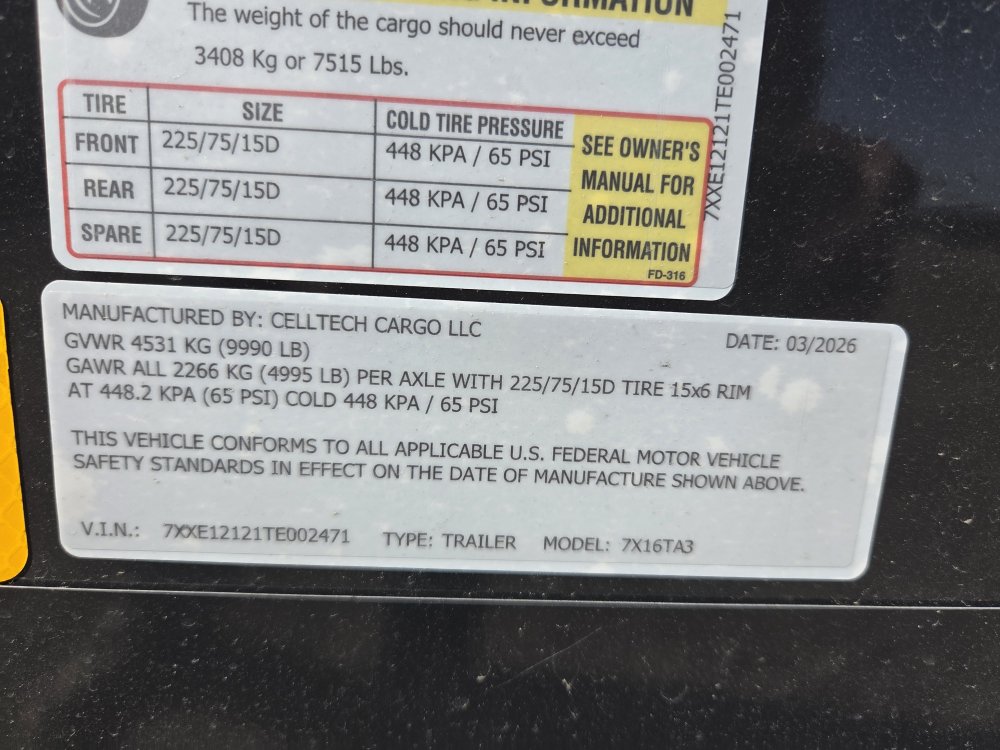 INFORMATION
The weight of the cargo should never exceed
3408 Kg or 7515 Lbs.
TIRE SIZE COLD TIRE PRESSURE
FRONT 225/75/15D 448 KPA / 65 PSI
REAR 225/75/15D 448 KPA / 65 PSI
SPARE 225/75/15D 448 KPA / 65 PSI
SEE OWNER'S
MANUAL FOR
ADDITIONAL
INFORMATION
FD-316
7XXE12121TE002471
MANUFACTURED BY: CELLTECH CARGO LLC DATE: 03/2026
GVWR 4531 KG (9990 LB)
GAWR ALL 2266 KG (4995 LB) PER AXLE WITH 225/75/15D TIRE 15x6 RIM
AT 448.2 KPA (65 PSI) COLD 448 KPA / 65 PSI
THIS VEHICLE CONFORMS TO ALL APPLICABLE U.S. FEDERAL MOTOR VEHICLE
SAFETY STANDARDS IN EFFECT ON THE DATE OF MANUFACTURE SHOWN ABOVE.
V.I.N.: 7XXE12121TE002471 TYPE: TRAILER MODEL: 7X16TA3